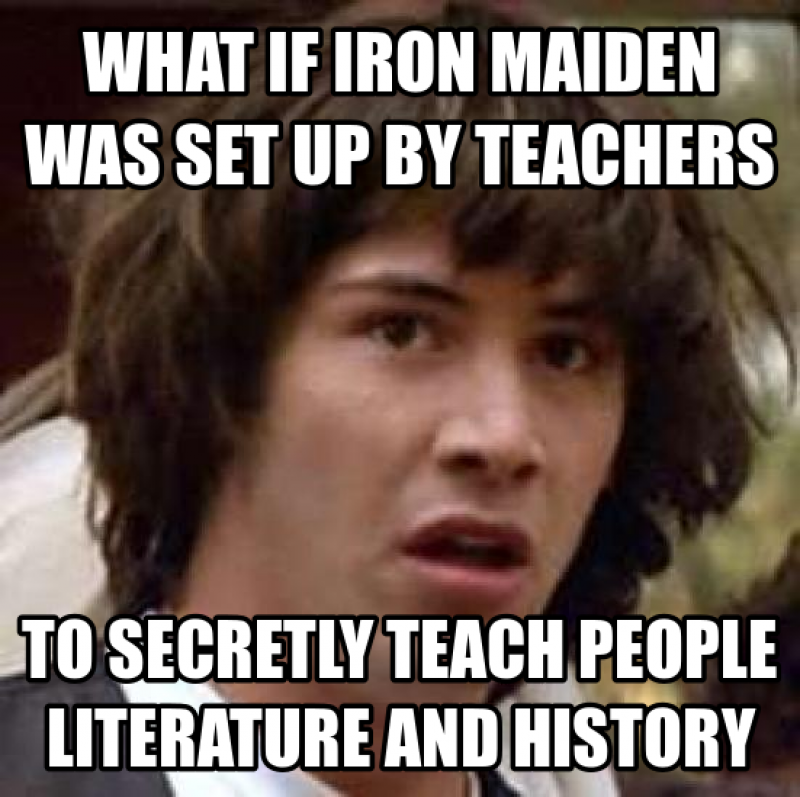 WHAT IF IRON MAIDEN
WAS SET UP BY TEACHERS
TO SECRETLY TEACH PEOPLE
LITERATURE AND HISTORY